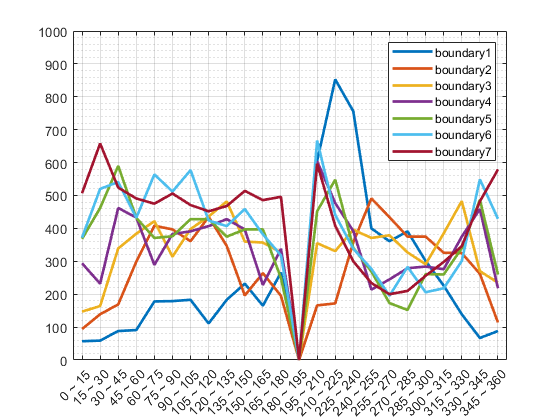 1000
900
800
700
600
500
400
300
200
100
0
boundary1
boundary2
boundary3
boundary4
boundary5
boundary6
boundary7
0 ~ 15
15 ~ 30
30 ~ 45
45 ~ 60
60 ~ 75
75 ~ 90
90 ~ 105
105 ~ 120
120 ~ 135
135 ~ 150
150 ~ 165
165 ~ 180
180 ~ 195
195 ~ 210
210 ~ 225
225 ~ 240
240 ~ 255
255 ~ 270
270 ~ 285
285 ~ 300
300 ~ 315
315 ~ 330
330 ~ 345
345 ~ 360